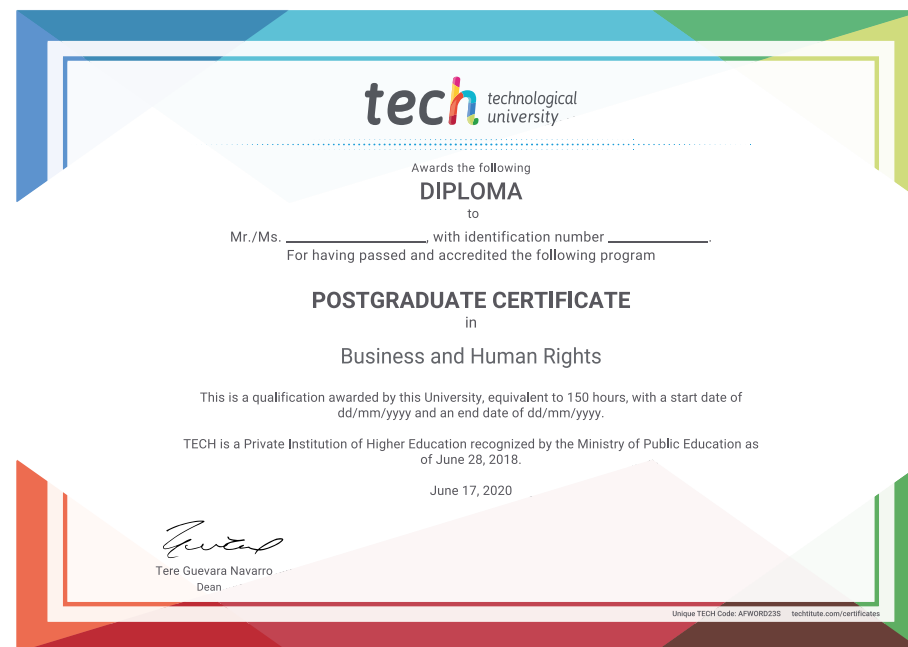 tech technological
university
Awards the following
DIPLOMA
to
Mr./Ms. ____________, with identification number ____________.
For having passed and accredited the following program
POSTGRADUATE CERTIFICATE
in
Business and Human Rights
This is a qualification awarded by this University, equivalent to 150 hours, with a start date of
dd/mm/yyyy and an end date of dd/mm/yyyy.
TECH is a Private Institution of Higher Education recognized by the Ministry of Public Education as
of June 28, 2018.
June 17, 2020
Tere Guevara Navarro
Dean
Unique TECH Code: AFWORD23S techtitute.com/certificates